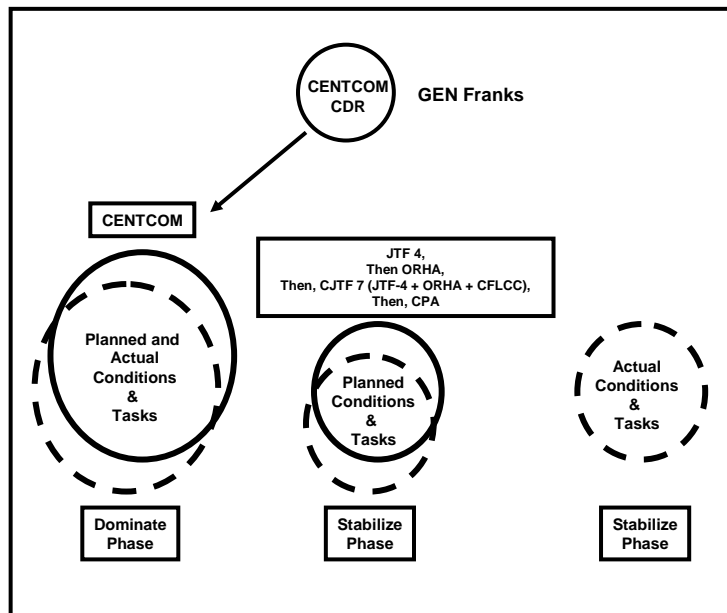 CENTCOM
CDR
GEN Franks
CENTCOM
JTF 4,
Then ORHA,
Then, CJTF 7 (JTF-4 + ORHA + CFLCC),
Then, CPA
Planned and
Actual
Conditions
&
Tasks
Planned
Conditions
&
Tasks
Actual
Conditions
&
Tasks
Dominate
Phase
Stabilize
Phase
Stabilize
Phase